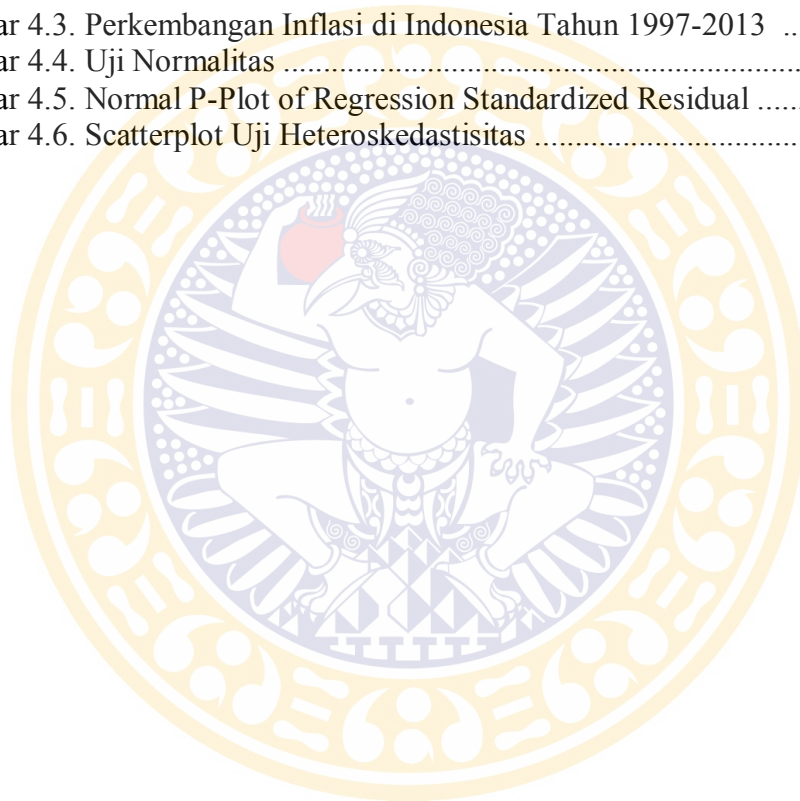 ar 4.3. Perkembangan Inflasi di Indonesia Tahun 1997-2013 ..
ar 4.4. Uji Normalitas ...............................................................
ar 4.5. Normal P-Plot of Regression Standardized Residual ......
ar 4.6. Scatterplot Uji Heteroskedastisitas ................................